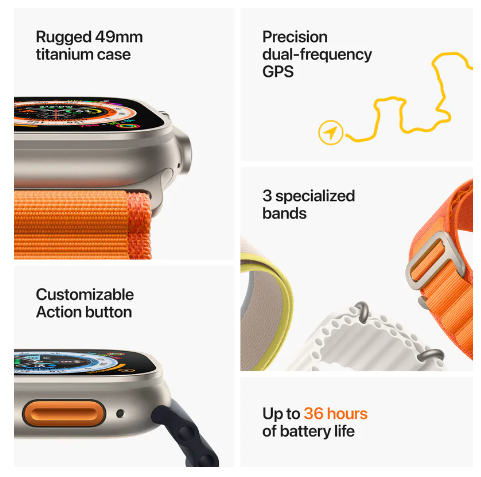 Rugged 49mm
titanium case
Precision
dual-frequency
GPS
3 specialized
bands
Customizable
Action button
Up to 36 hours
of battery life